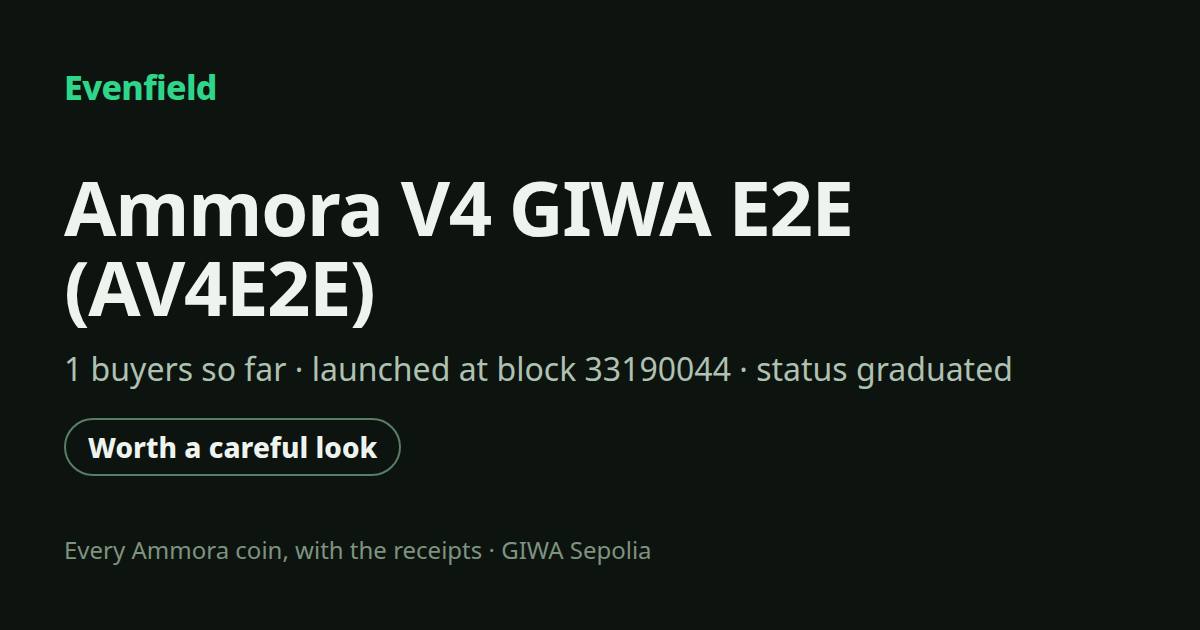 Evenfield
Ammora V4 GIWA E2E
(AV4E2E)
1 buyers so far · launched at block 33190044 · status graduated
Worth a careful look
Every Ammora coin, with the receipts · GIWA Sepolia